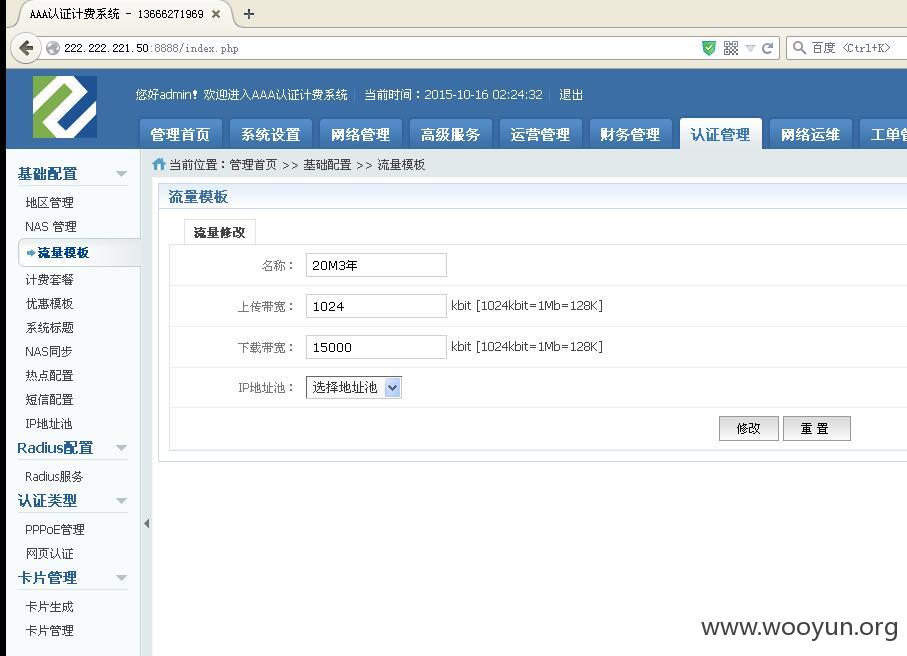 AAA认证计费系统 - 13666271969
222.222.221.50:8888/index.php
百度 <Ctrl+K>
您好admin! 欢迎进入AAA认证计费系统 当前时间：2015-10-16 02:24:32 退出
管理首页 系统设置 网络管理 高级服务 运营管理 财务管理 认证管理 网络运维 工单
当前位置：管理首页 >> 基础配置 >> 流量模板
基础配置
地区管理
NAS 管理
流量模板
计费套餐
优惠模板
系统标题
NAS同步
热点配置
短信配置
IP地址池
Radius配置
Radius服务
认证类型
PPPoE管理
网页认证
卡片管理
卡片生成
卡片管理
流量模板
流量修改
名称： 20M3年
上传带宽： 1024 kbit [1024kbit=1Mb=128K]
下载带宽： 15000 kbit [1024kbit=1Mb=128K]
IP地址池： 选择地址池
修改 重 置
www.wooyun.org